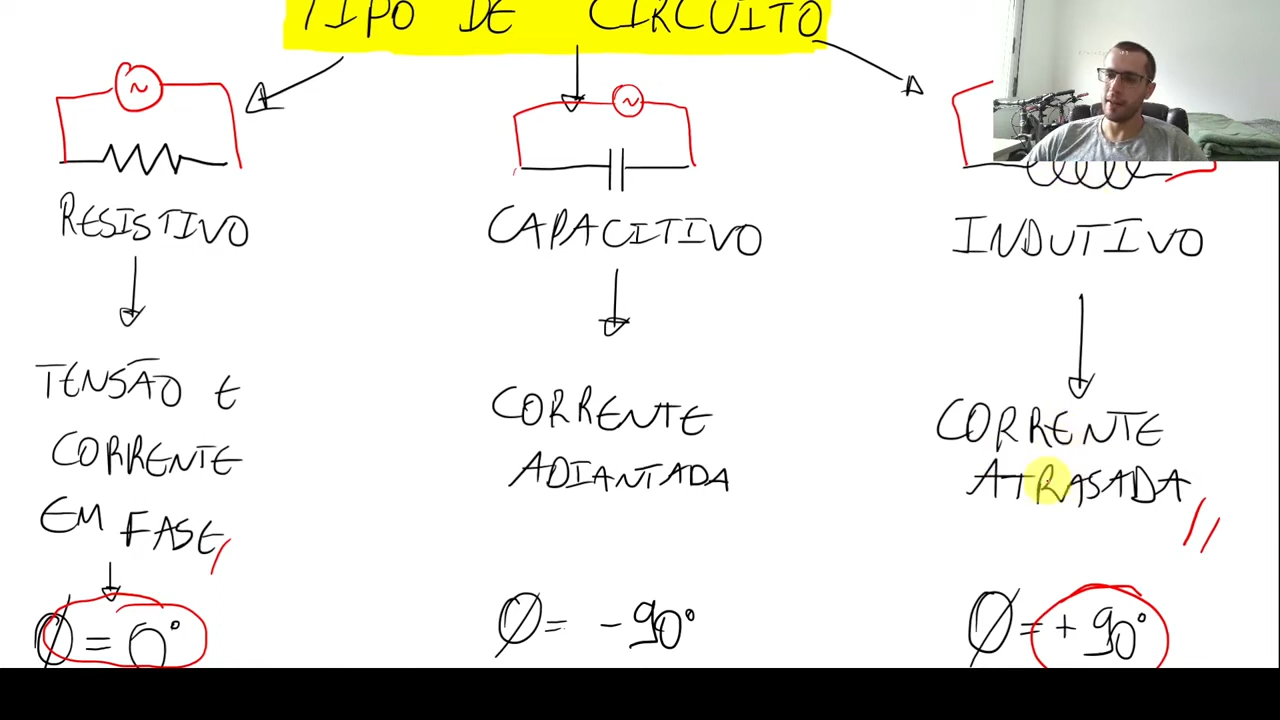 TIPO DE CIRCUITO
RESISTIVO
TENSÃO E
CORRENTE
EM FASE
Ø = 0°
CAPACITIVO
CORRENTE
ADIANTADA
Ø = - 90°
INDUTIVO
CORRENTE
ATRASADA
Ø = + 90°